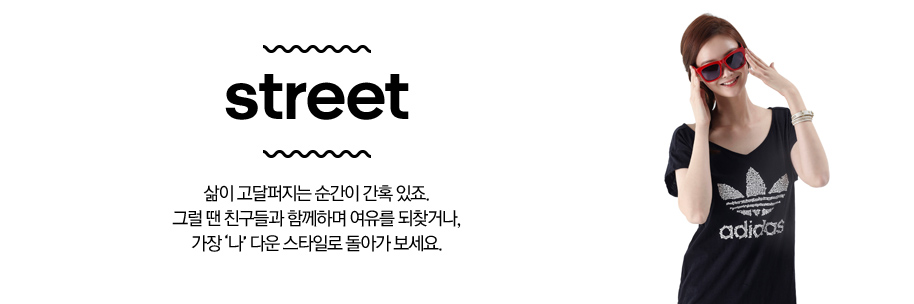 street
삶이 고달퍼지는 순간이 간혹 있죠.
그럴 땐 친구들과 함께하며 여유를 되찾거나,
가장 ‘나’ 다운 스타일로 돌아가 보세요.
adidas